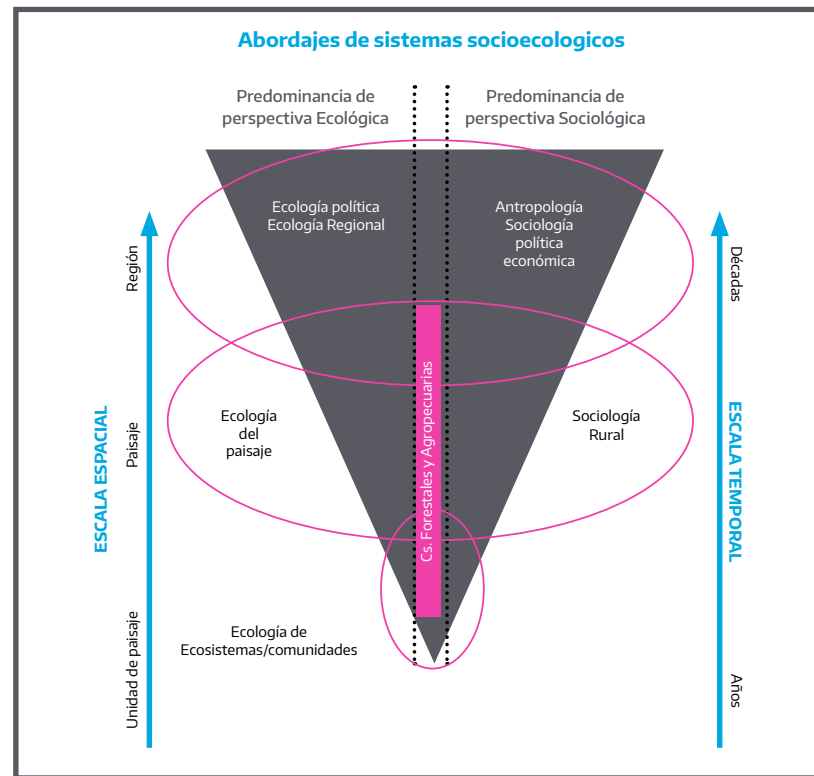 Abordajes de sistemas socioecologicos
Predominancia de
perspectiva Ecológica
Predominancia de
perspectiva Sociológica
Ecología política
Ecología Regional
Antropología
Sociología
política
económica
Región
Décadas
ESCALA ESPACIAL
Paisaje
Ecología
del
paisaje
Cs. Forestales y Agropecuarias
Sociología
Rural
ESCALA TEMPORAL
Unidad de paisaje
Ecología de
Ecosistemas/comunidades
Años